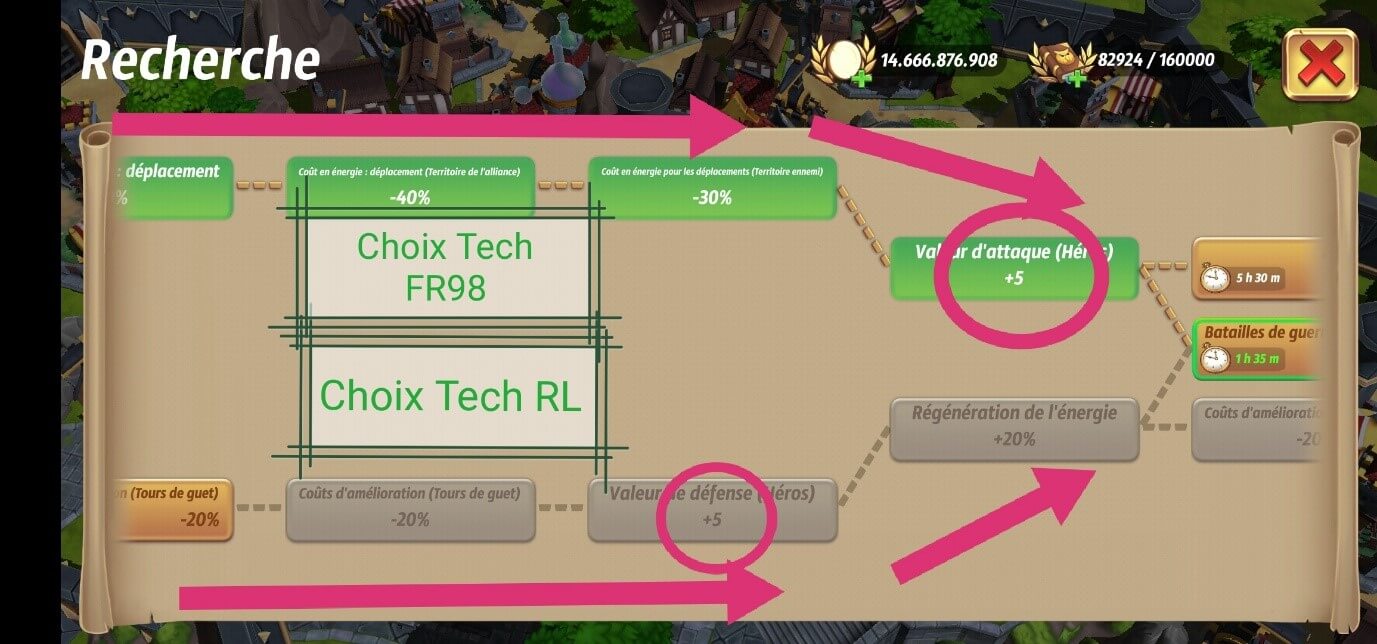 Recherche
14.666.876.908
82924 / 160000
: déplacement
%
Coût en énergie : déplacement (Territoire de l'alliance)
-40%
Coût en énergie pour les déplacements (Territoire ennemi)
-30%
Valeur d'attaque (Héros)
+5
5 h 30 m
Choix Tech
FR98
Batailles de guer
1 h 35 m
Choix Tech RL
Régénération de l'énergie
+20%
Coûts d'amélioratio
-20
on (Tours de guet)
-20%
Coûts d'amélioration (Tours de guet)
-20%
Valeur de défense (Héros)
+5